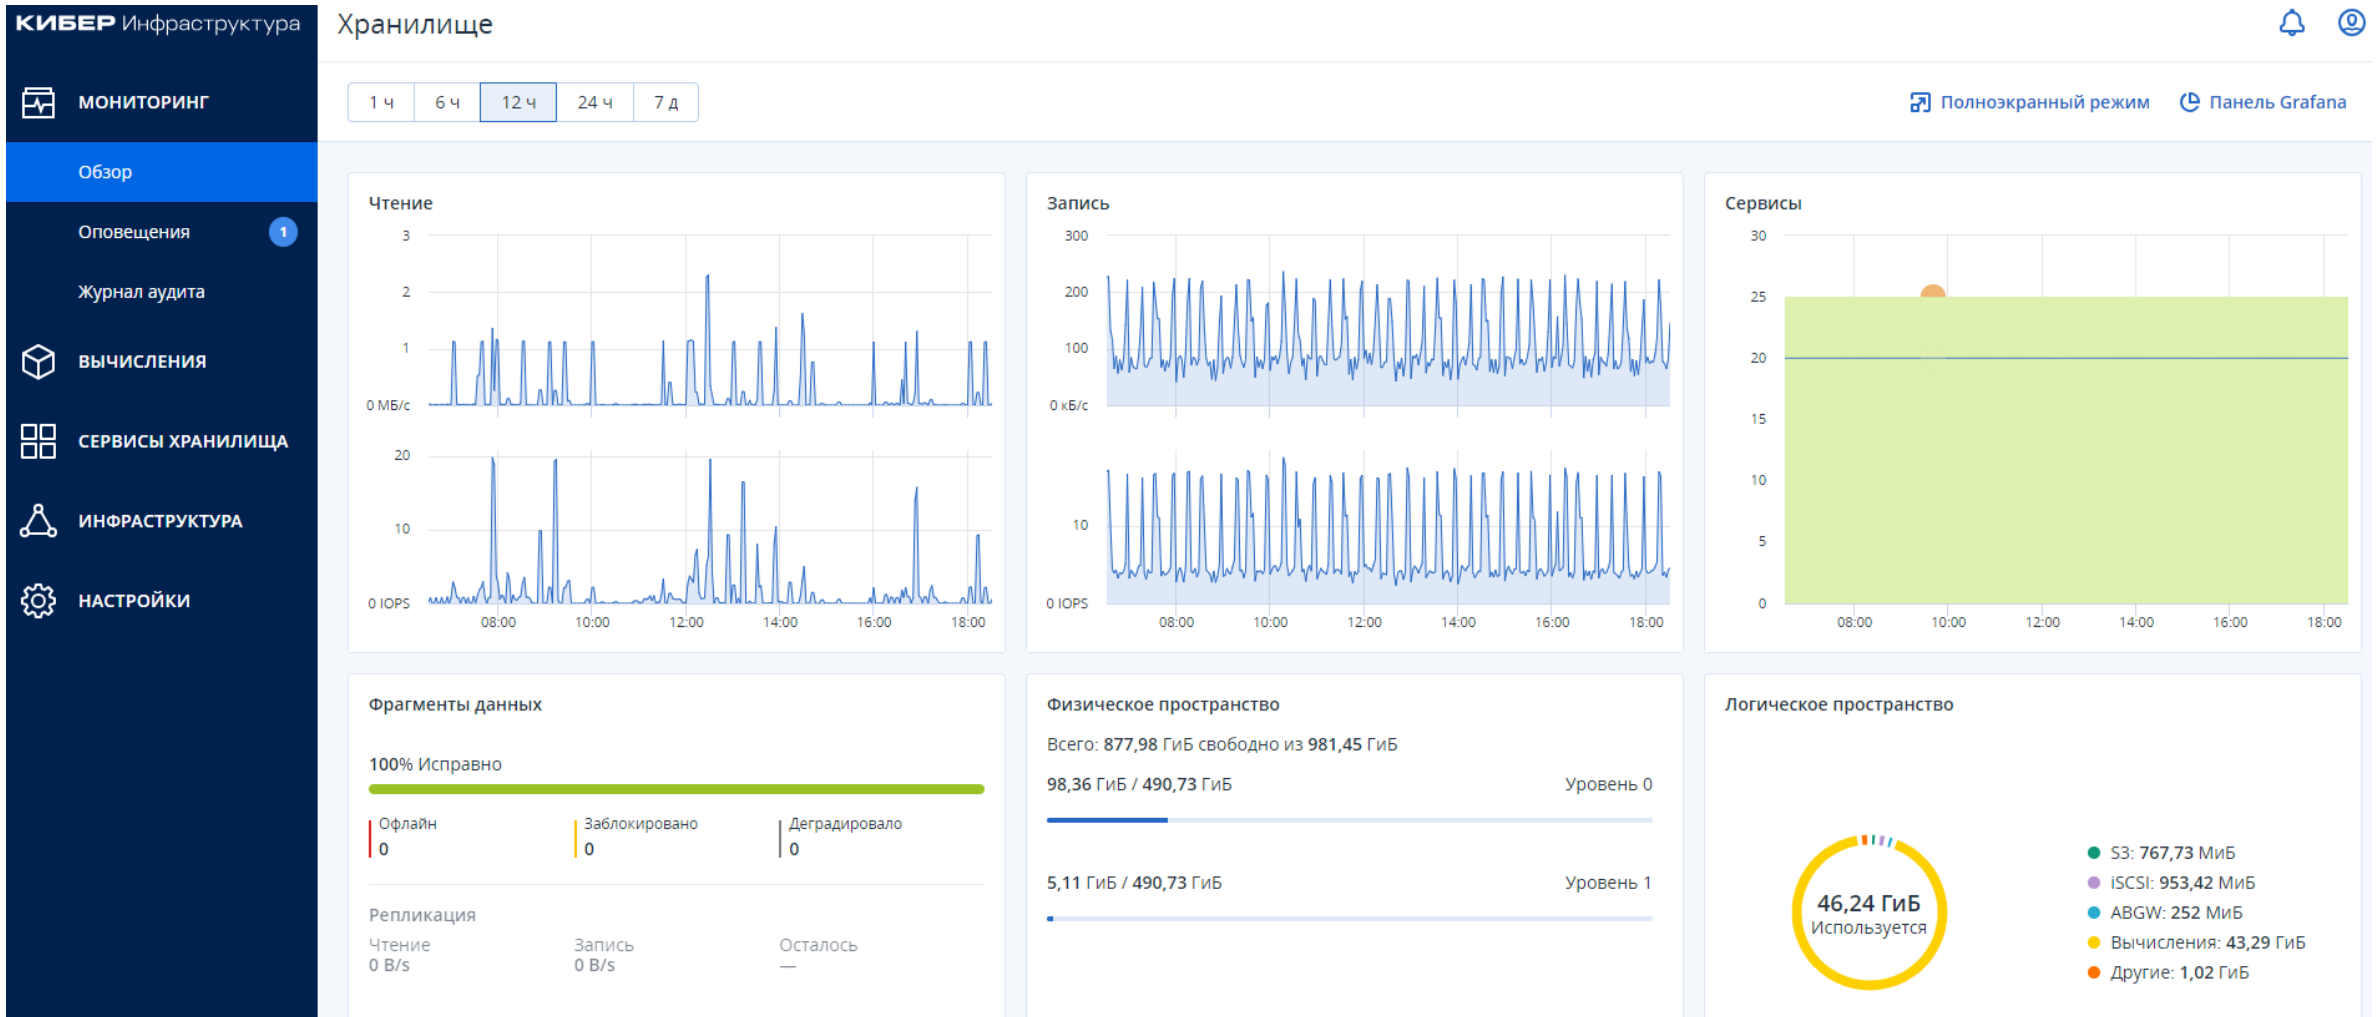 КИБЕР Инфраструктура
МОНИТОРИНГ
Обзор
Оповещения 1
Журнал аудита
ВЫЧИСЛЕНИЯ
СЕРВИСЫ ХРАНИЛИЩА
ИНФРАСТРУКТУРА
НАСТРОЙКИ
Хранилище
1 ч 6 ч 12 ч 24 ч 7 д
Полноэкранный режим Панель Grafana
Чтение
3
2
1
0 МБ/с
20
10
0 IOPS
08:00 10:00 12:00 14:00 16:00 18:00
Запись
300
200
100
0 кБ/с
10
0 IOPS
08:00 10:00 12:00 14:00 16:00 18:00
Сервисы
30
25
20
15
10
5
0
08:00 10:00 12:00 14:00 16:00 18:00
Фрагменты данных
100% Исправно
Офлайн Заблокировано Деградировало
0 0 0
Репликация
Чтение Запись Осталось
0 B/s 0 B/s —
Физическое пространство
Всего: 877,98 ГиБ свободно из 981,45 ГиБ
98,36 ГиБ / 490,73 ГиБ Уровень 0
5,11 ГиБ / 490,73 ГиБ Уровень 1
Логическое пространство
46,24 ГиБ
Используется
S3: 767,73 МиБ
iSCSI: 953,42 МиБ
ABGW: 252 МиБ
Вычисления: 43,29 ГиБ
Другие: 1,02 ГиБ